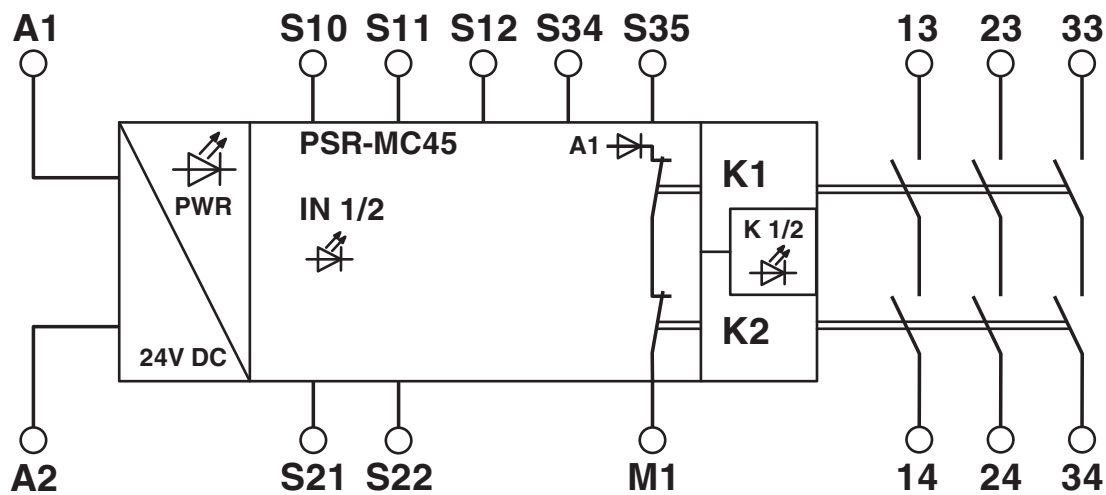 A1 S10 S11 S12 S34 S35 13 23 33
PSR-MC45 A1
K1
PWR IN 1/2 K 1/2
K2
24V DC
A2 S21 S22 M1 14 24 34